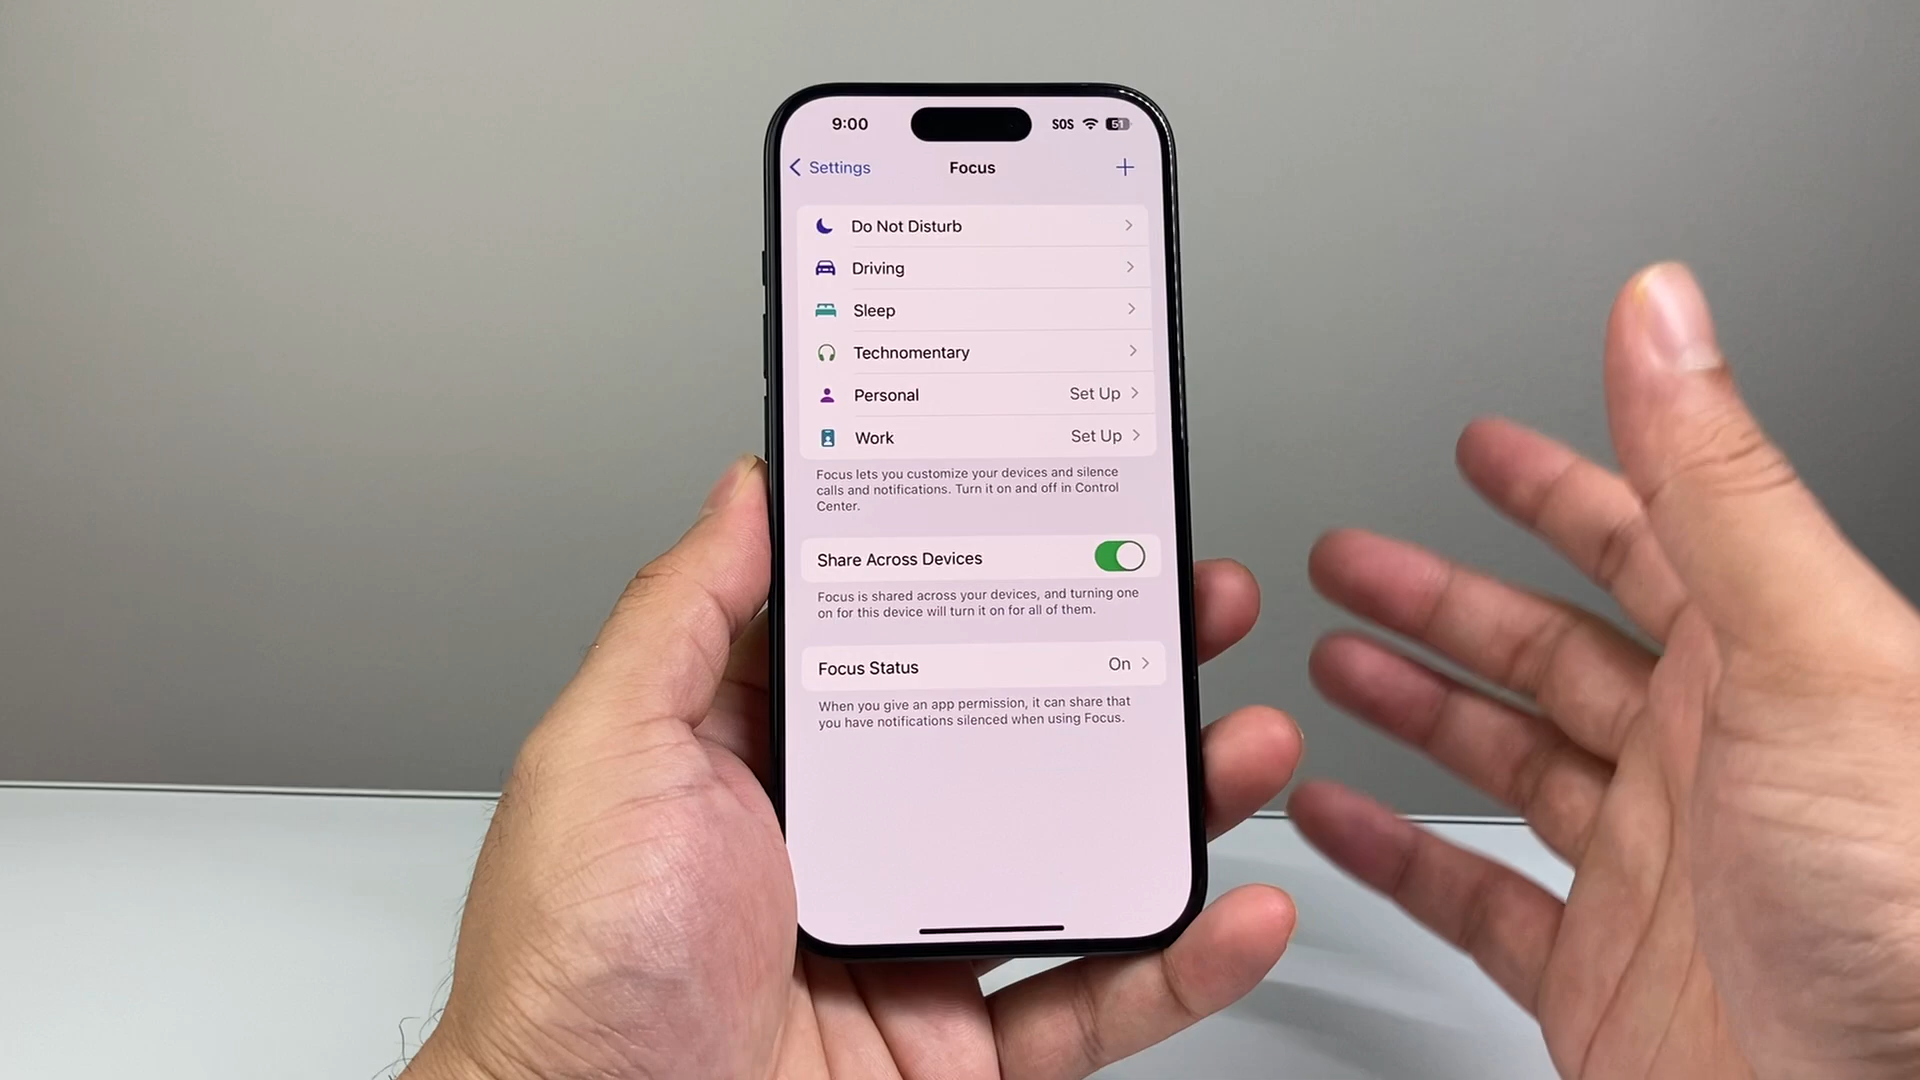 9:00 SOS 51
Settings Focus
Do Not Disturb
Driving
Sleep
Technomentary
Personal Set Up
Work Set Up
Focus lets you customize your devices and silence
calls and notifications. Turn it on and off in Control
Center.
Share Across Devices
Focus is shared across your devices, and turning one
on for this device will turn it on for all of them.
Focus Status On
When you give an app permission, it can share that
you have notifications silenced when using Focus.